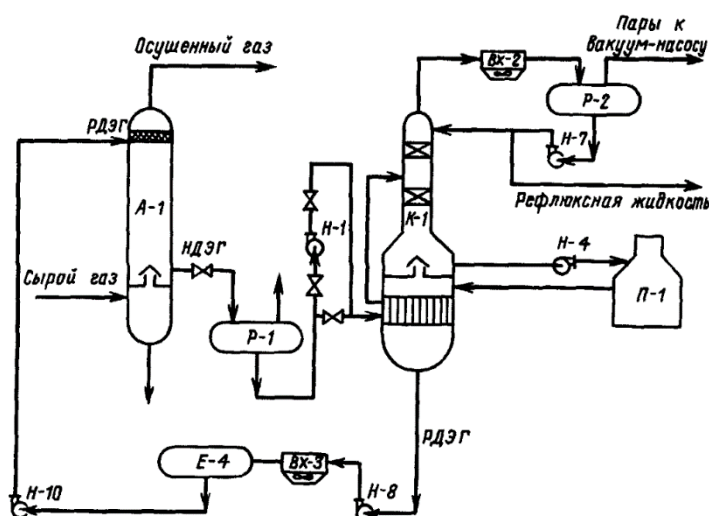 Пары к
вакуум-насосу
Осушенный газ
Вх-2
Р-2
РДЭГ
Н-7
А-1
К-1
Рефлюксная жидкость
Н-1
НДЭГ
Н-4
Сырой газ
П-1
Р-1
РДЭГ
Е-4
Вх-3
Н-8
Н-10